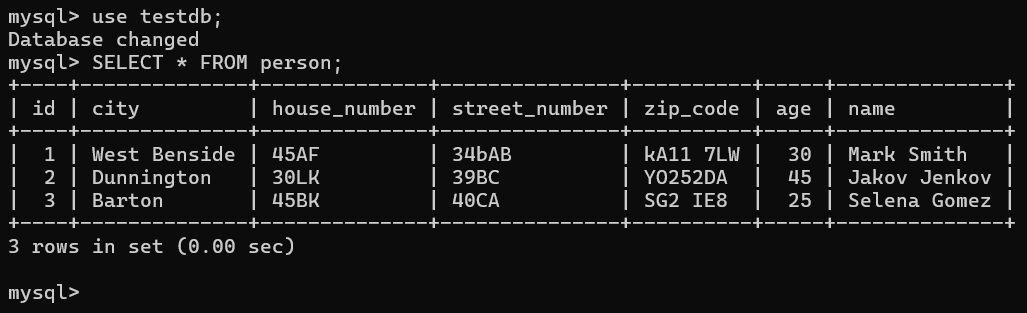 mysql> use testdb;
Database changed
mysql> SELECT * FROM person;
+----+--------------+--------------+---------------+----------+-----+--------------+
| id | city         | house_number | street_number | zip_code | age | name         |
+----+--------------+--------------+---------------+----------+-----+--------------+
|  1 | West Benside | 45AF         | 34bAB         | kA11 7LW |  30 | Mark Smith   |
|  2 | Dunnington   | 30LK         | 39BC          | YO252DA  |  45 | Jakov Jenkov |
|  3 | Barton       | 45BK         | 40CA          | SG2 IE8  |  25 | Selena Gomez |
+----+--------------+--------------+---------------+----------+-----+--------------+
3 rows in set (0.00 sec)
mysql>